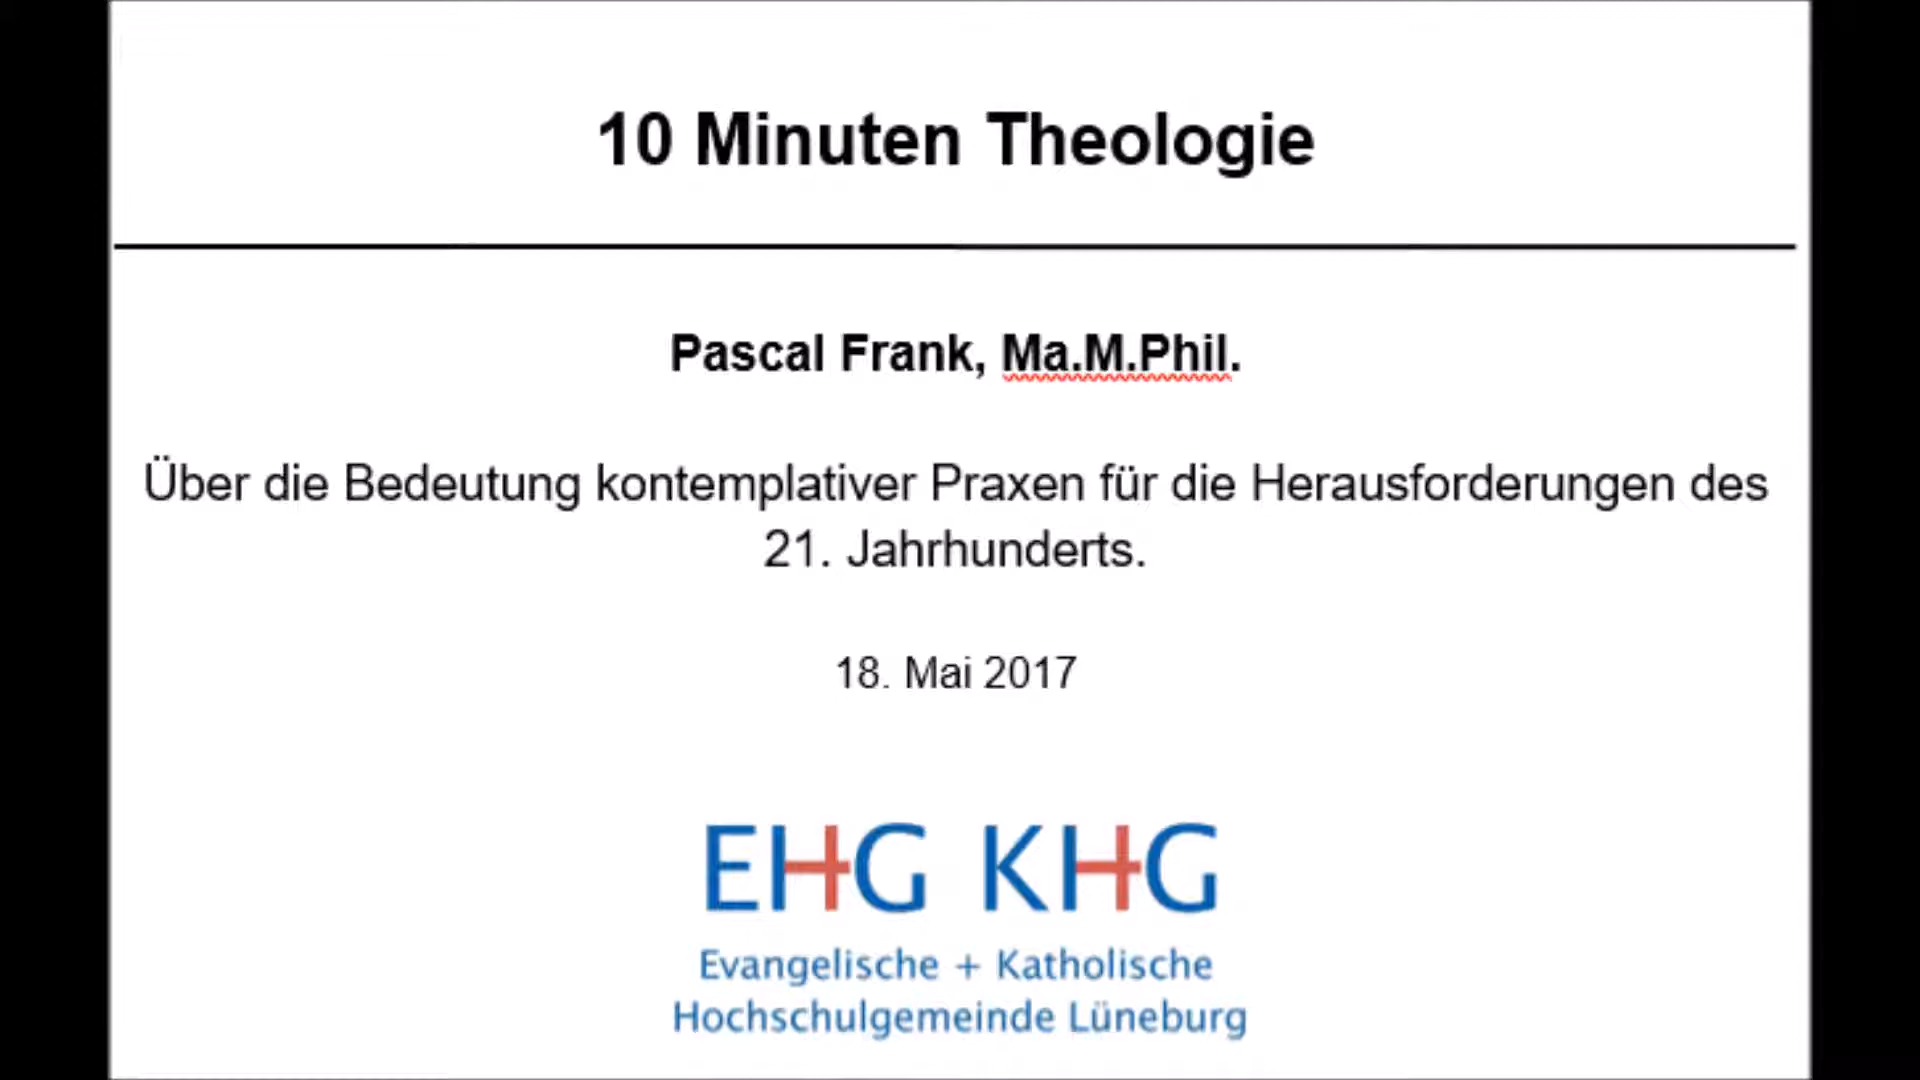 10 Minuten Theologie
Pascal Frank, Ma.M.Phil.
Über die Bedeutung kontemplativer Praxen für die Herausforderungen des
21. Jahrhunderts.
18. Mai 2017
EHG KHG
Evangelische + Katholische
Hochschulgemeinde Lüneburg